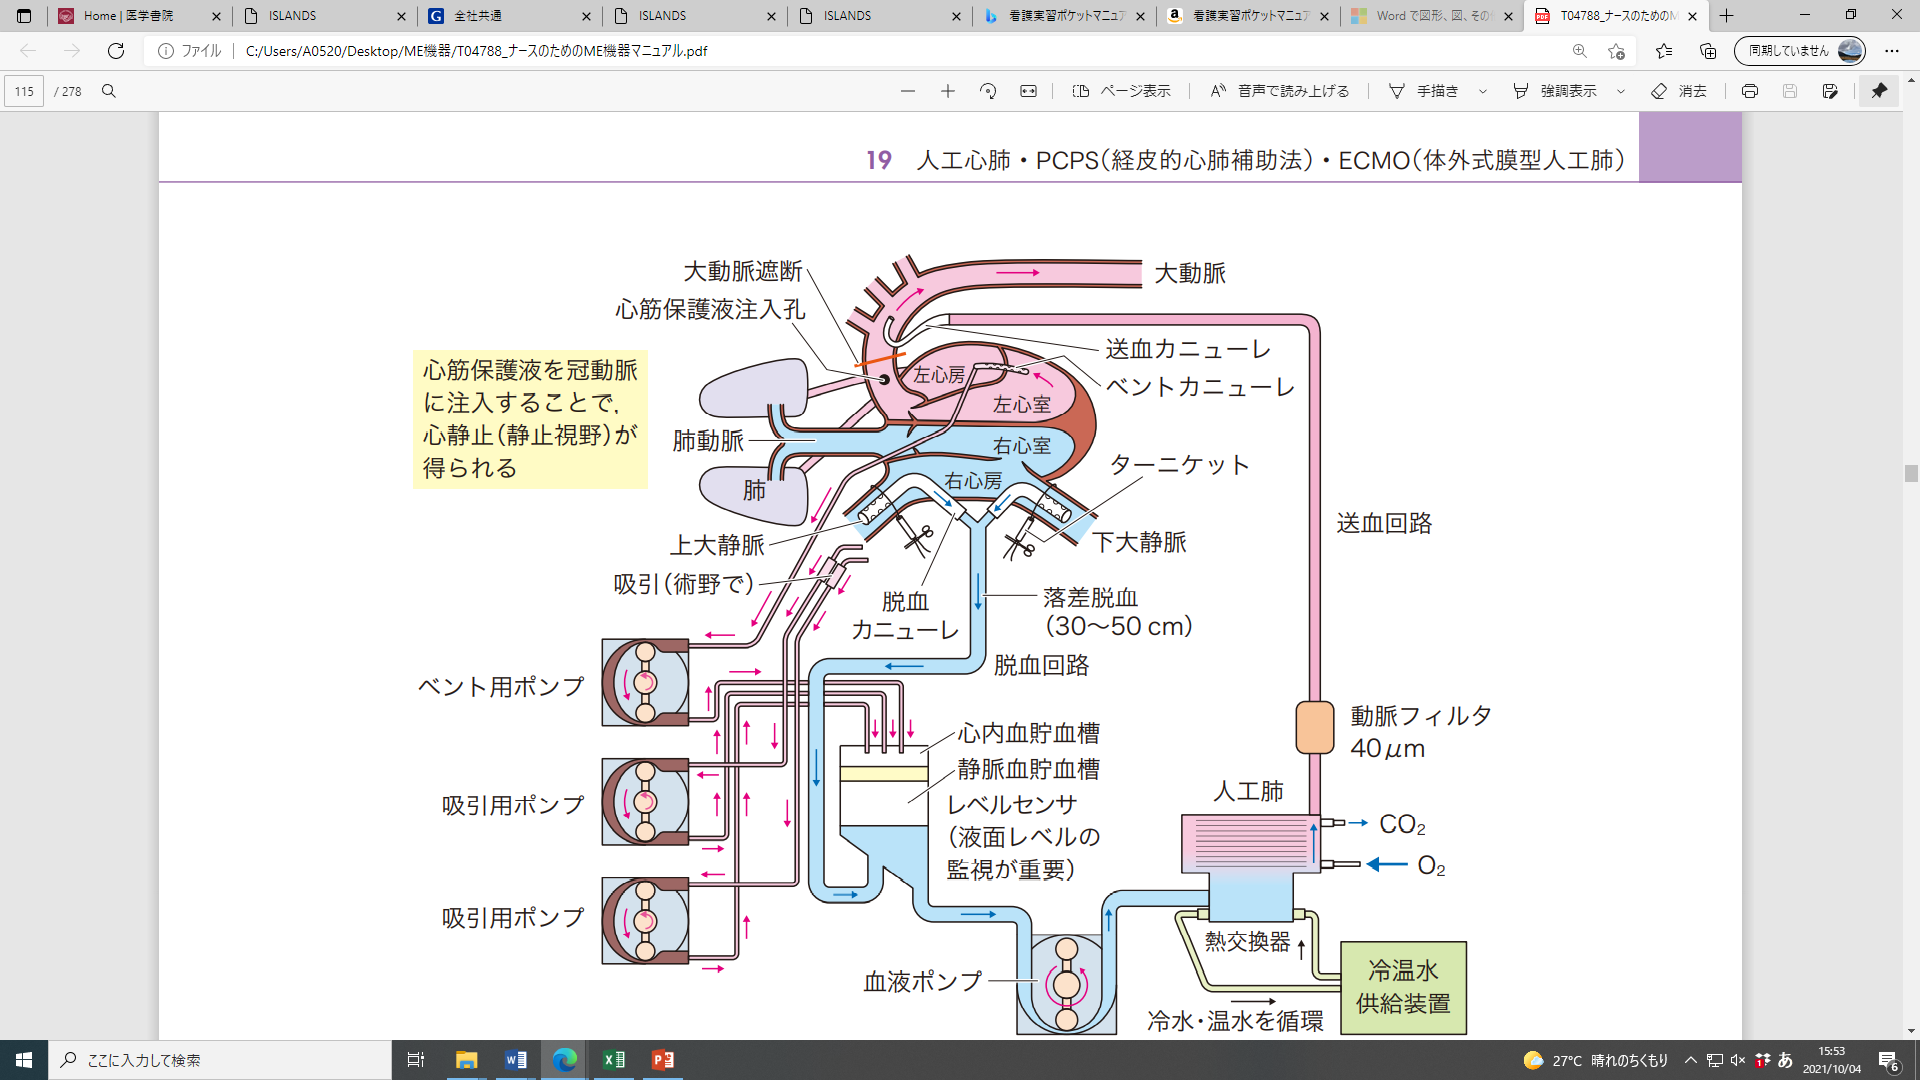 Home | 医学書院
ISLANDS
全社共通
ISLANDS
ISLANDS
看護実習ポケットマニュア
看護実習ポケットマニュア
Word で図形、図、その
T04788_ナースのためのM
ファイル
C:/Users/A0520/Desktop/ME機器/T04788_ナースのためのME機器マニュアル.pdf
同期していません
115
/ 278
ページ表示
音声で読み上げる
手描き
強調表示
消去
19 人工心肺・PCPS(経皮的心肺補助法)・ECMO(体外式膜型人工肺)
大動脈遮断
大動脈
心筋保護液注入孔
送血カニューレ
心筋保護液を冠動脈
に注入することで,
心静止(静止視野)が
得られる
左心房
ベントカニューレ
左心室
肺動脈
右心室
ターニケット
右心房
肺
送血回路
上大静脈
下大静脈
吸引(術野で)
脱血
カニューレ
落差脱血
(30〜50 cm)
脱血回路
ベント用ポンプ
動脈フィルタ
40μm
心内血貯血槽
静脈血貯血槽
人工肺
吸引用ポンプ
レベルセンサ
(液面レベルの
監視が重要)
CO₂
O₂
吸引用ポンプ
熱交換器
血液ポンプ
冷温水
供給装置
冷水・温水を循環
ここに入力して検索
27°C 晴れのちくもり
あ
15:53
2021/10/04
6